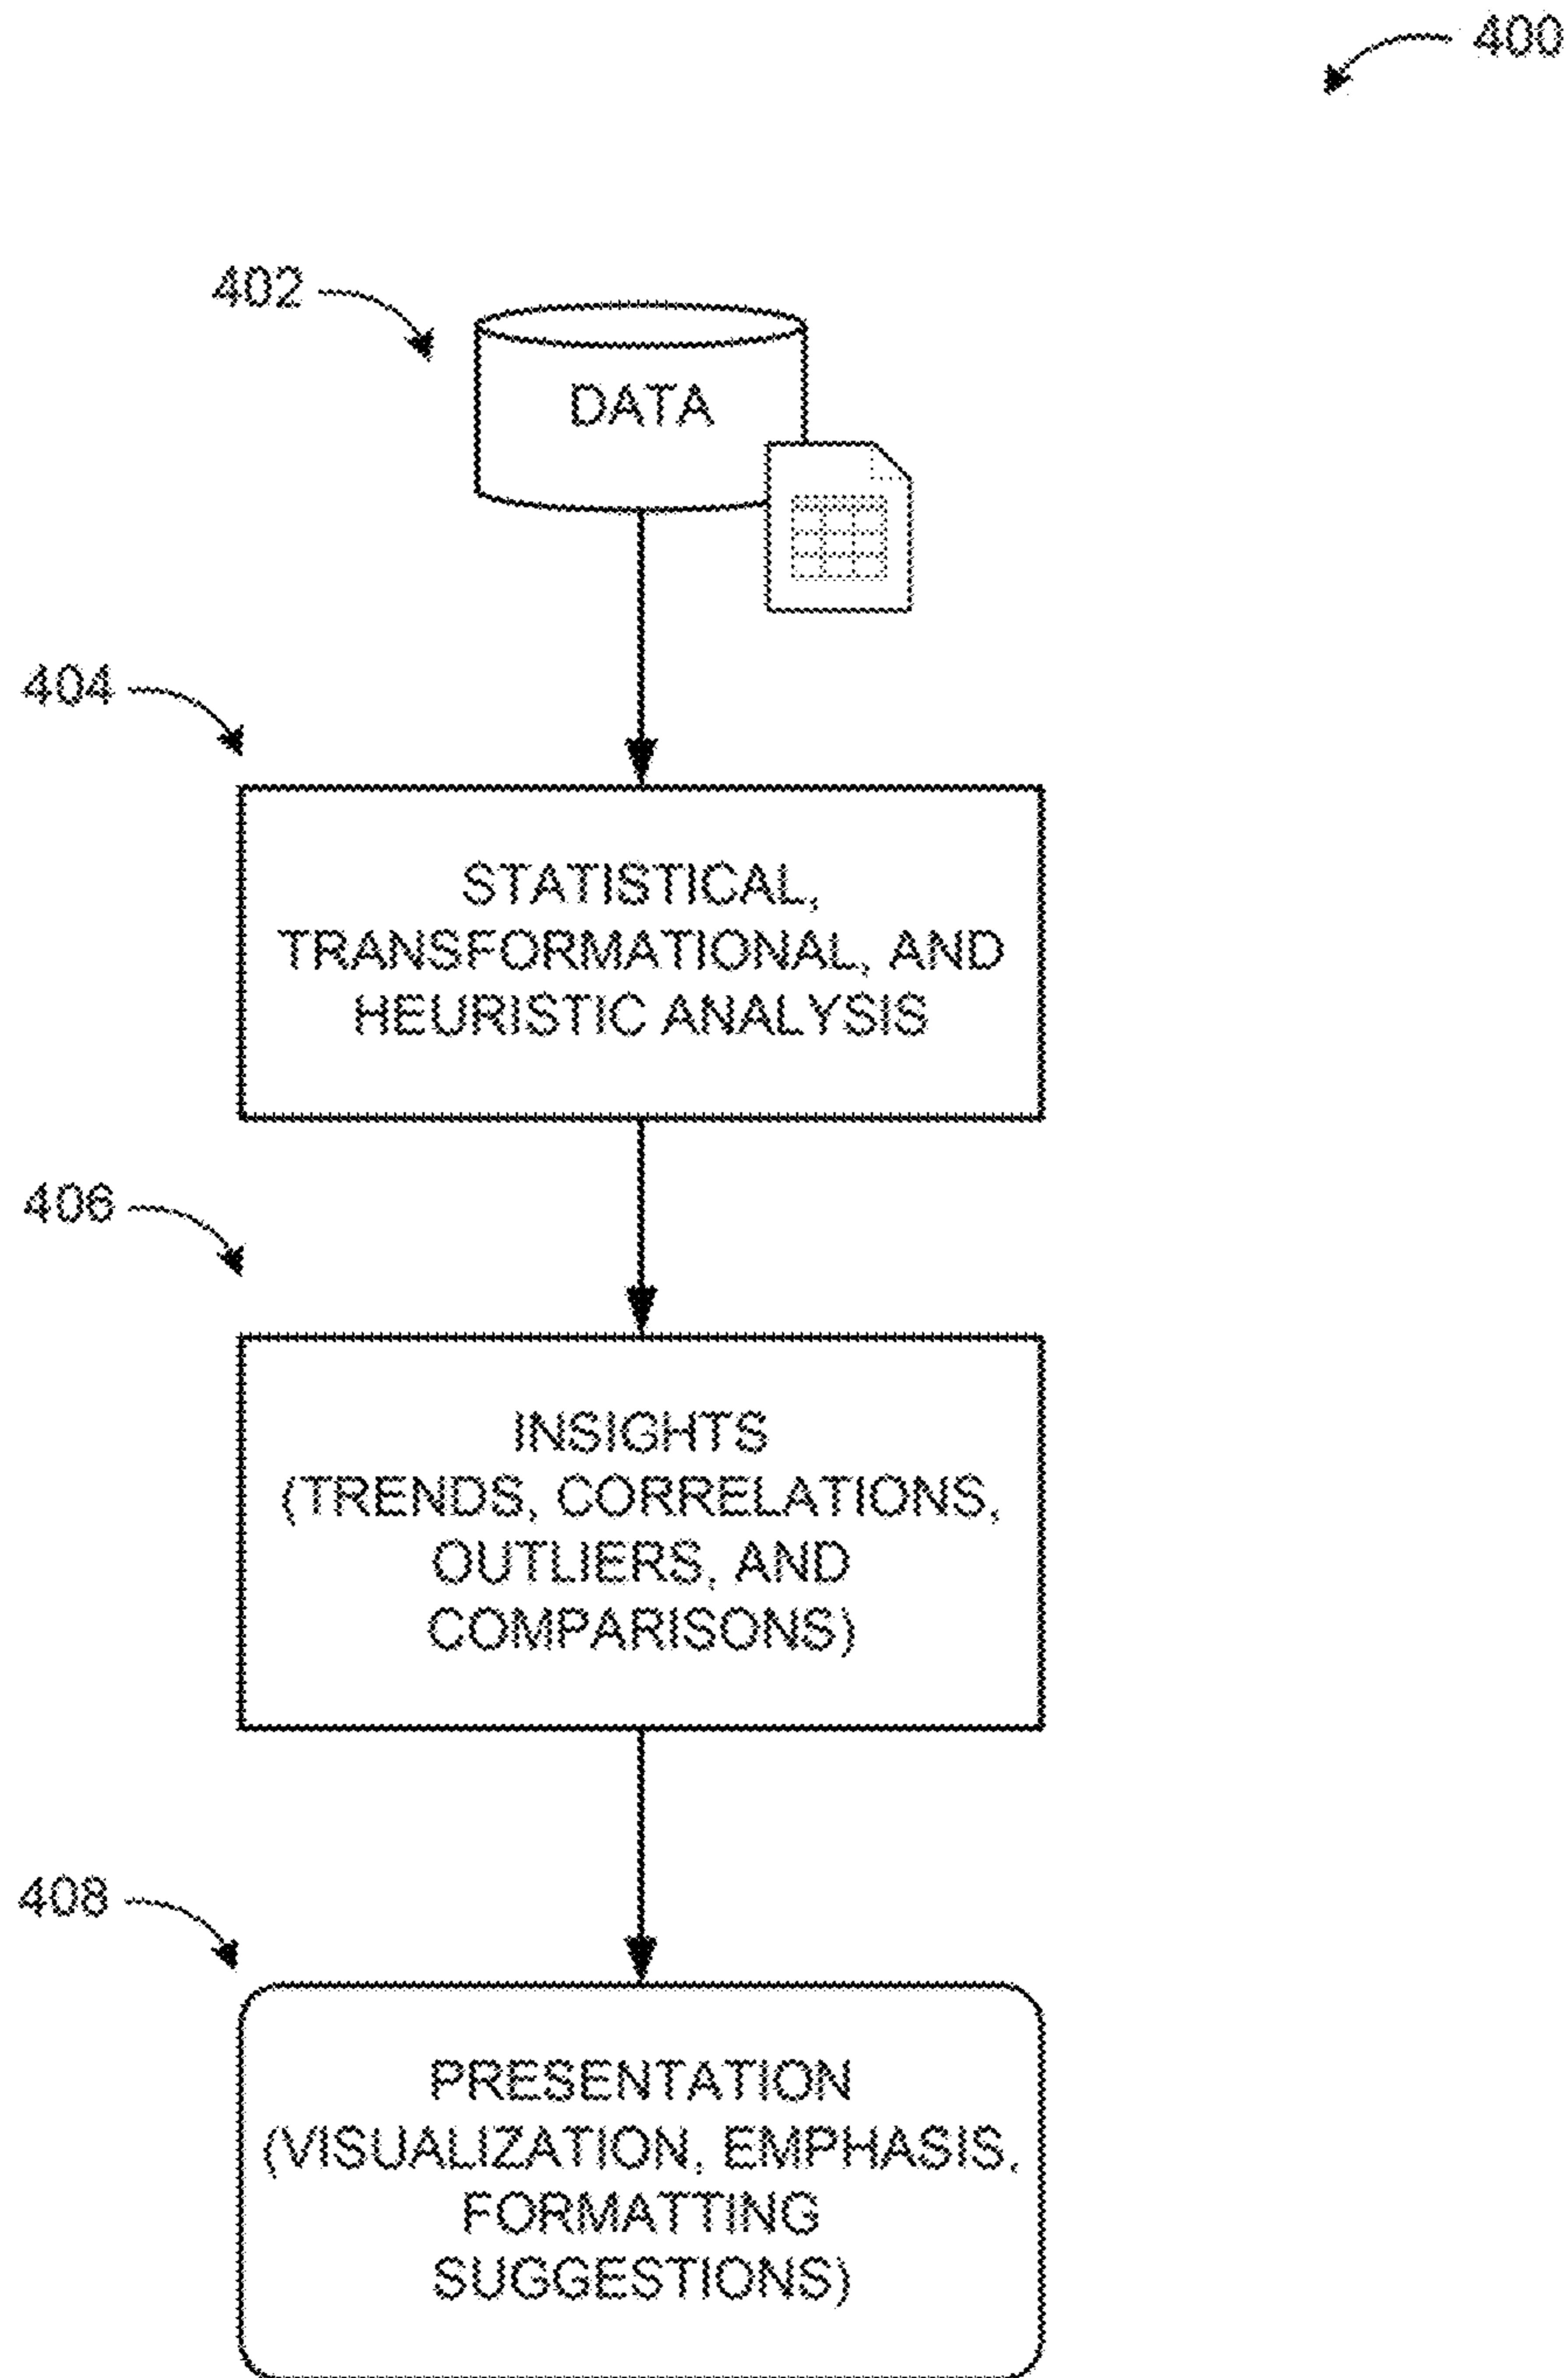 400
402
DATA
404
STATISTICAL,
TRANSFORMATIONAL, AND
HEURISTIC ANALYSIS
406
INSIGHTS
(TRENDS, CORRELATIONS,
OUTLIERS, AND
COMPARISONS)
408
PRESENTATION
(VISUALIZATION, EMPHASIS,
FORMATTING
SUGGESTIONS)